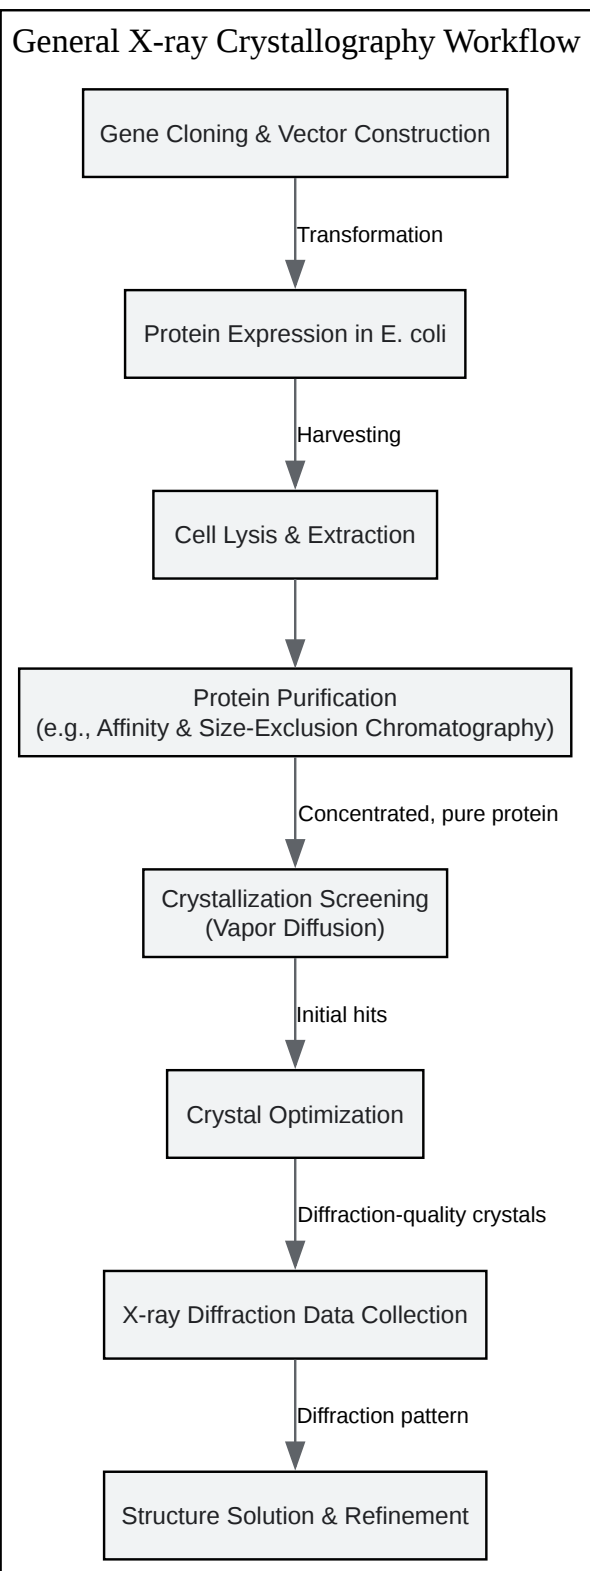 General X-ray Crystallography Workflow
Gene Cloning & Vector Construction
Transformation
Protein Expression in E. coli
Harvesting
Cell Lysis & Extraction
Protein Purification
(e.g., Affinity & Size-Exclusion Chromatography)
Concentrated, pure protein
Crystallization Screening
(Vapor Diffusion)
Initial hits
Crystal Optimization
Diffraction-quality crystals
X-ray Diffraction Data Collection
Diffraction pattern
Structure Solution & Refinement